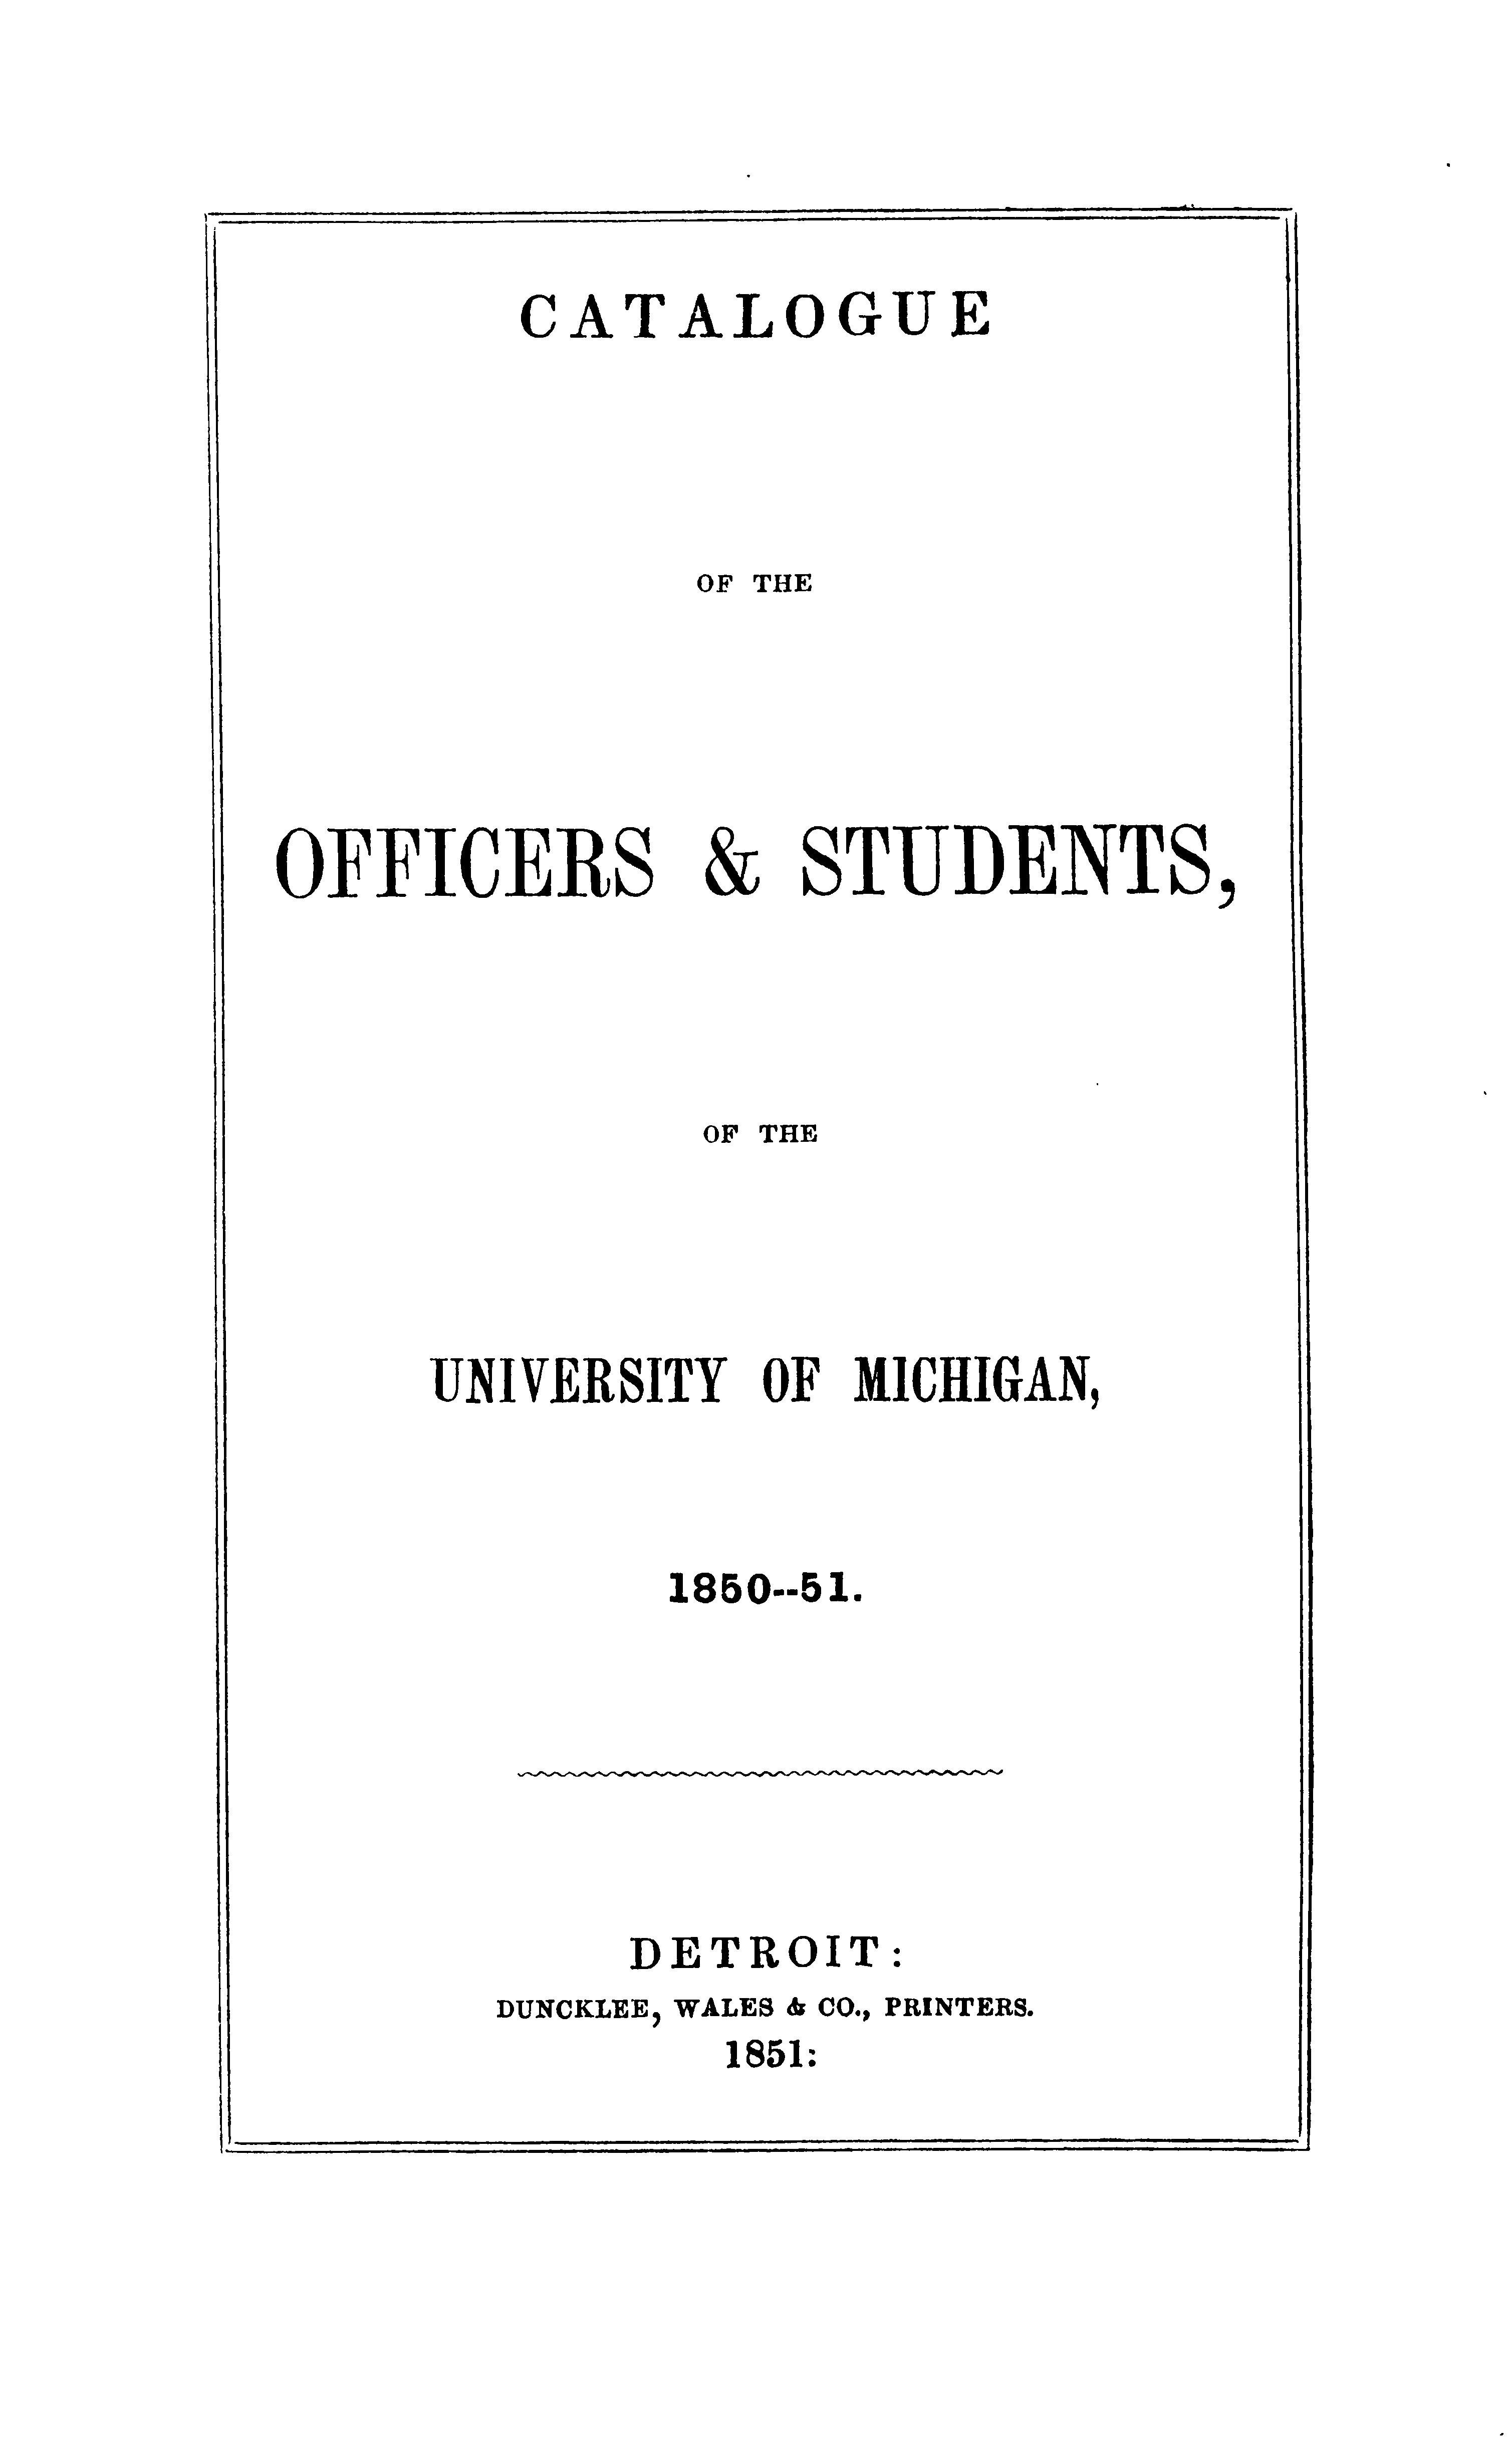 CATALOGUE
OF THE
OFFICERS & STUDENTS,
OF THE
UNIVERSITY OF MICHIGAN,
1850--51.
DETROIT:
DUNCKLEE, WALES & CO., PRINTERS.
1851: